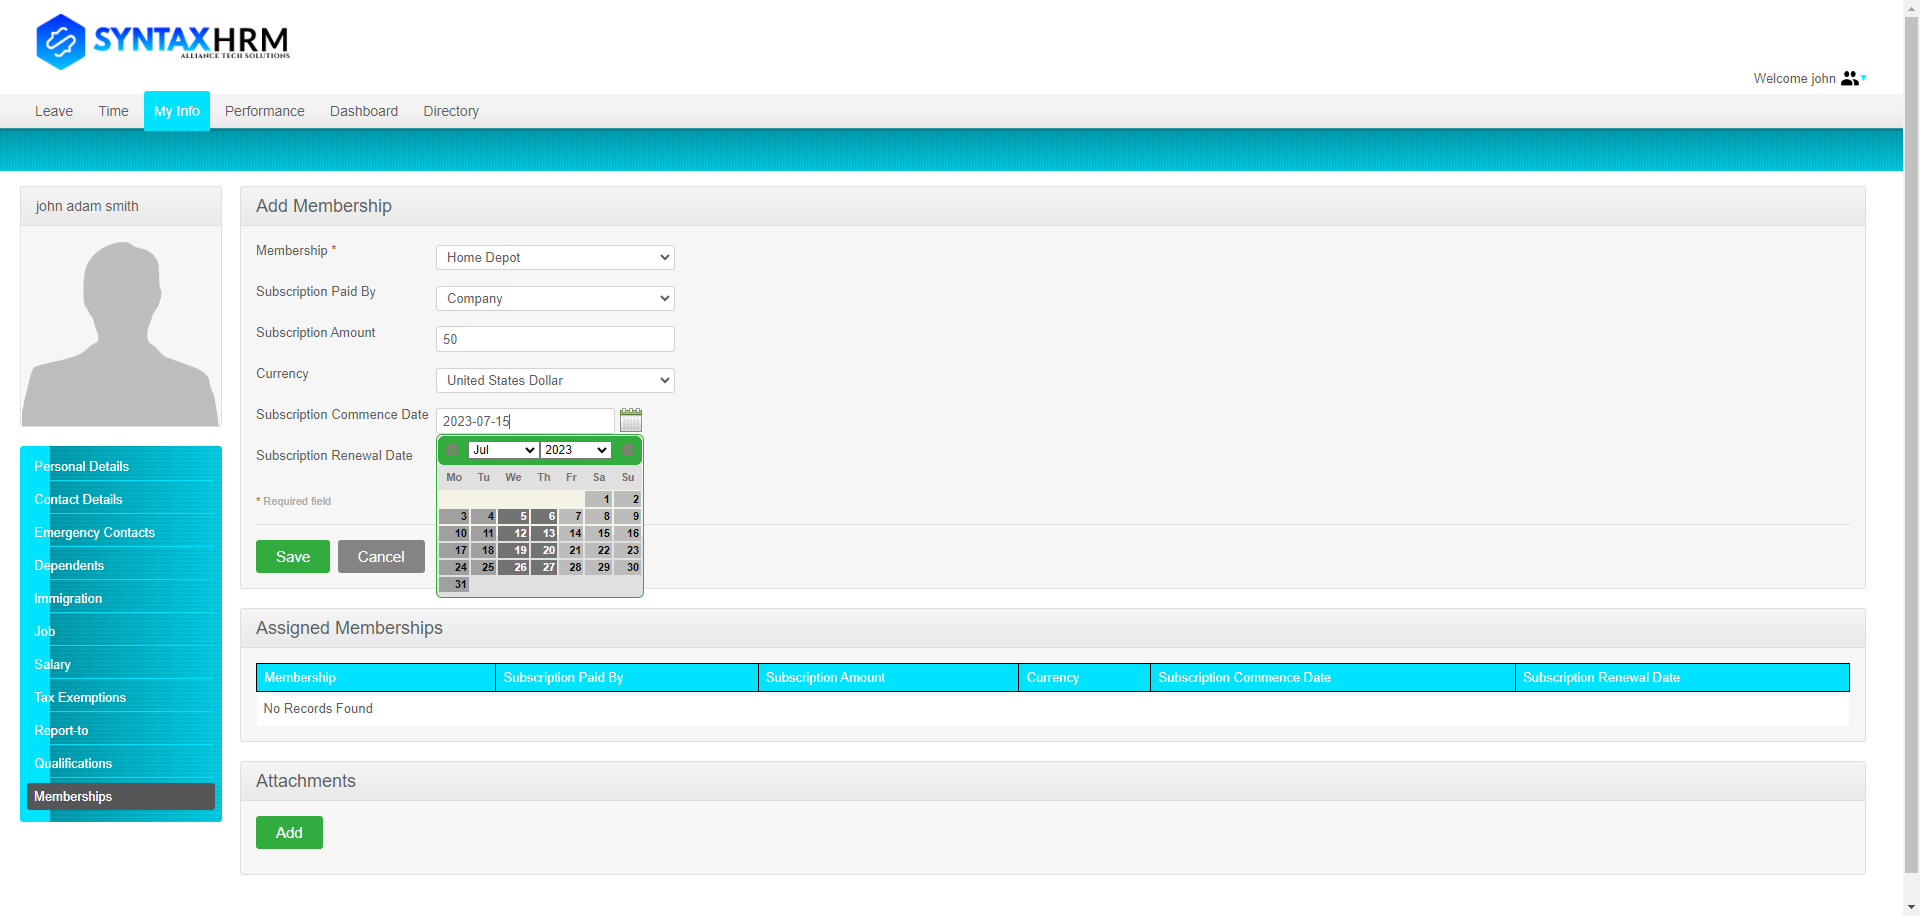 SYNTAXHRM
ALLIANCE TECH SOLUTIONS
Welcome john
Leave Time My Info Performance Dashboard Directory
john adam smith
Personal Details
Contact Details
Emergency Contacts
Dependents
Immigration
Job
Salary
Tax Exemptions
Report-to
Qualifications
Memberships
Add Membership
Membership * Home Depot
Subscription Paid By Company
Subscription Amount 50
Currency United States Dollar
Subscription Commence Date 2023-07-15
Subscription Renewal Date
Jul 2023
Mo Tu We Th Fr Sa Su
1 2
3 4 5 6 7 8 9
10 11 12 13 14 15 16
17 18 19 20 21 22 23
24 25 26 27 28 29 30
31
* Required field
Save Cancel
Assigned Memberships
Membership Subscription Paid By Subscription Amount Currency Subscription Commence Date Subscription Renewal Date
No Records Found
Attachments
Add